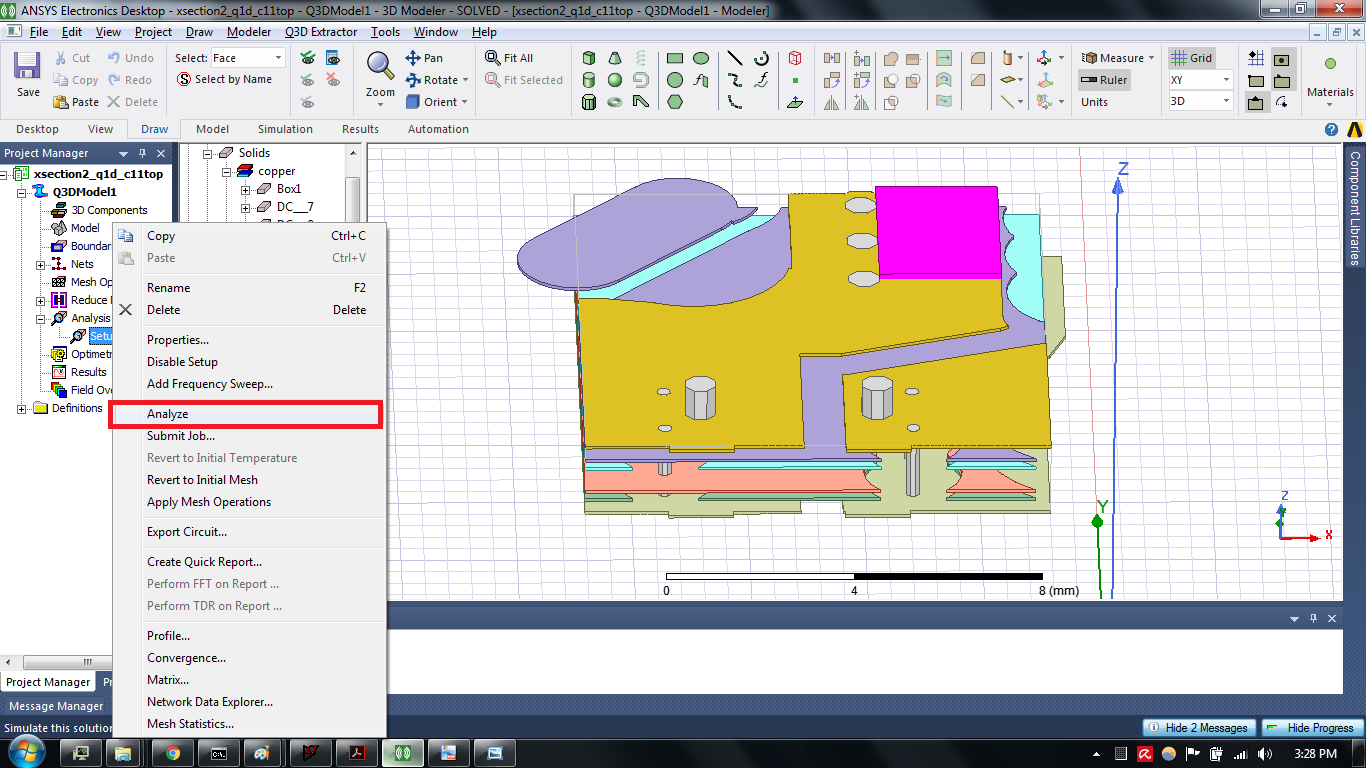 ANSYS Electronics Desktop - xsection2_q1d_c11top - Q3DModel1 - 3D Modeler - SOLVED - [xsection2_q1d_c11top - Q3DModel1 - Modeler]
File Edit View Project Draw Modeler Q3D Extractor Tools Window Help
Save
Cut
Copy
Paste
Undo
Redo
Delete
Select: Face
Select by Name
Zoom
Pan
Rotate
Orient
Fit All
Fit Selected
Measure
Ruler
Units
Grid
XY
3D
Materials
Desktop View Draw Model Simulation Results Automation
Project Manager
xsection2_q1d_c11top
Q3DModel1
3D Components
Model
Boundar
Nets
Mesh Op
Reduce
Analysis
Setu
Optimetr
Results
Field Ove
Definitions
Solids
copper
Box1
DC___7
Copy Ctrl+C
Paste Ctrl+V
Rename F2
Delete Delete
Properties...
Disable Setup
Add Frequency Sweep...
Analyze
Submit Job...
Revert to Initial Temperature
Revert to Initial Mesh
Apply Mesh Operations
Export Circuit...
Create Quick Report...
Perform FFT on Report ...
Perform TDR on Report ...
Profile...
Convergence...
Matrix...
Network Data Explorer...
Mesh Statistics...
Z
Y
Z
X
0 4 8 (mm)
Component Libraries
Project Manager
Message Manager
Simulate this solution
Hide 2 Messages
Hide Progress
3:28 PM